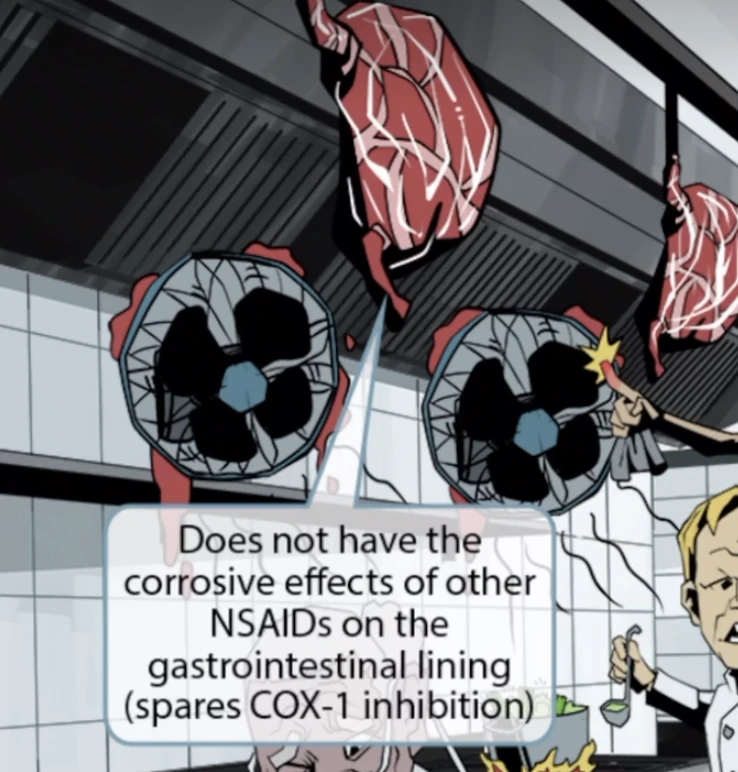 Does not have the
corrosive effects of other
NSAIDs on the
gastrointestinal lining
(spares COX-1 inhibition)